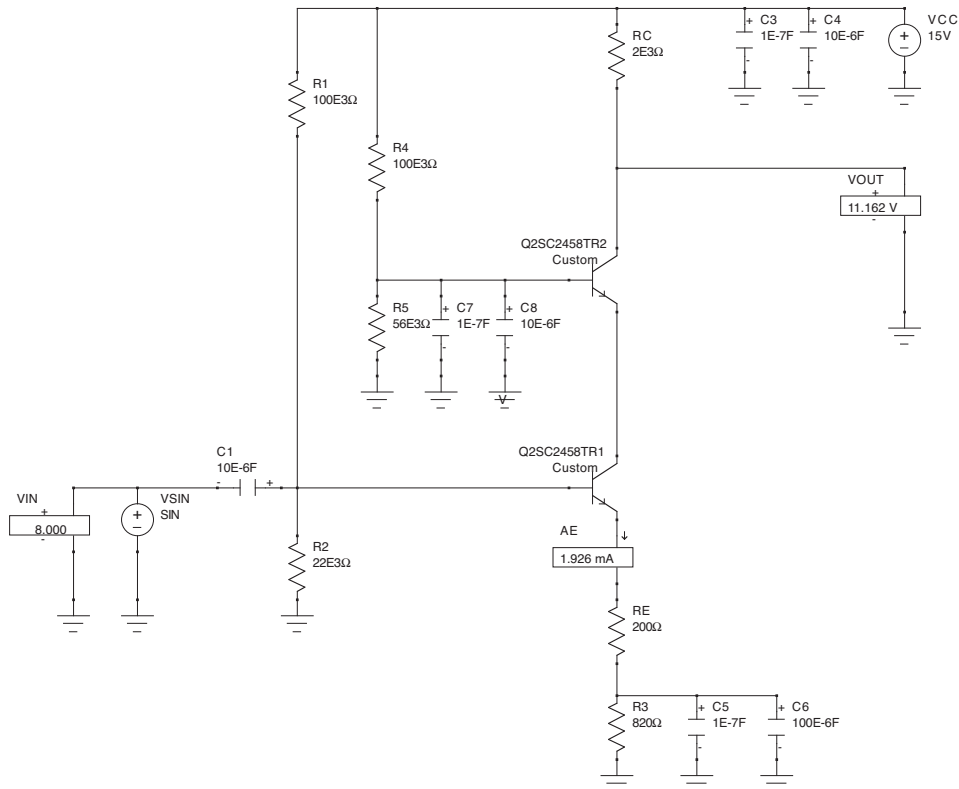 C3
1E-7F
C4
10E-6F
VCC
15V
RC
2E3Ω
R1
100E3Ω
R4
100E3Ω
VOUT
11.162 V
Q2SC2458TR2
Custom
R5
56E3Ω
C7
1E-7F
C8
10E-6F
V
Q2SC2458TR1
Custom
C1
10E-6F
VIN
8.000
VSIN
SIN
R2
22E3Ω
AE
1.926 mA
RE
200Ω
R3
820Ω
C5
1E-7F
C6
100E-6F